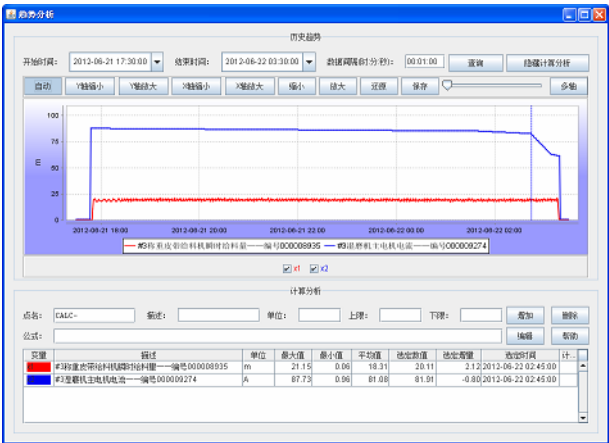 趋势分析
历史趋势
开始时间: 2012-06-21 17:30:00 结束时间: 2012-06-22 03:30:00 数据间隔(时:分:秒): 00:01:00 查询 隐藏计算分析
自动 Y轴缩小 Y轴放大 X轴缩小 X轴放大 缩小 放大 还原 保存 多轴
100
75
m
50
25
0
2012-06-21 18:00 2012-06-21 20:00 2012-06-21 22:00 2012-06-22 00:00 2012-06-22 02:00
#3称重皮带给料机瞬时给料量——编号000008935 #3湿磨机主电机电流——编号000009274
x1 x2
计算分析
点名: CALC- 描述: 单位: 上限: 下限: 增加 删除
公式: 编辑 帮助
变量 描述 单位 最大值 最小值 平均值 选定数值 选定增量 选定时间 计...
#3称重皮带给料机瞬时给料量——编号000008935 m 21.15 0.06 18.31 20.11 2.12 2012-06-22 02:45:00
#3湿磨机主电机电流——编号000009274 A 87.73 0.96 81.08 81.91 -0.80 2012-06-22 02:45:00